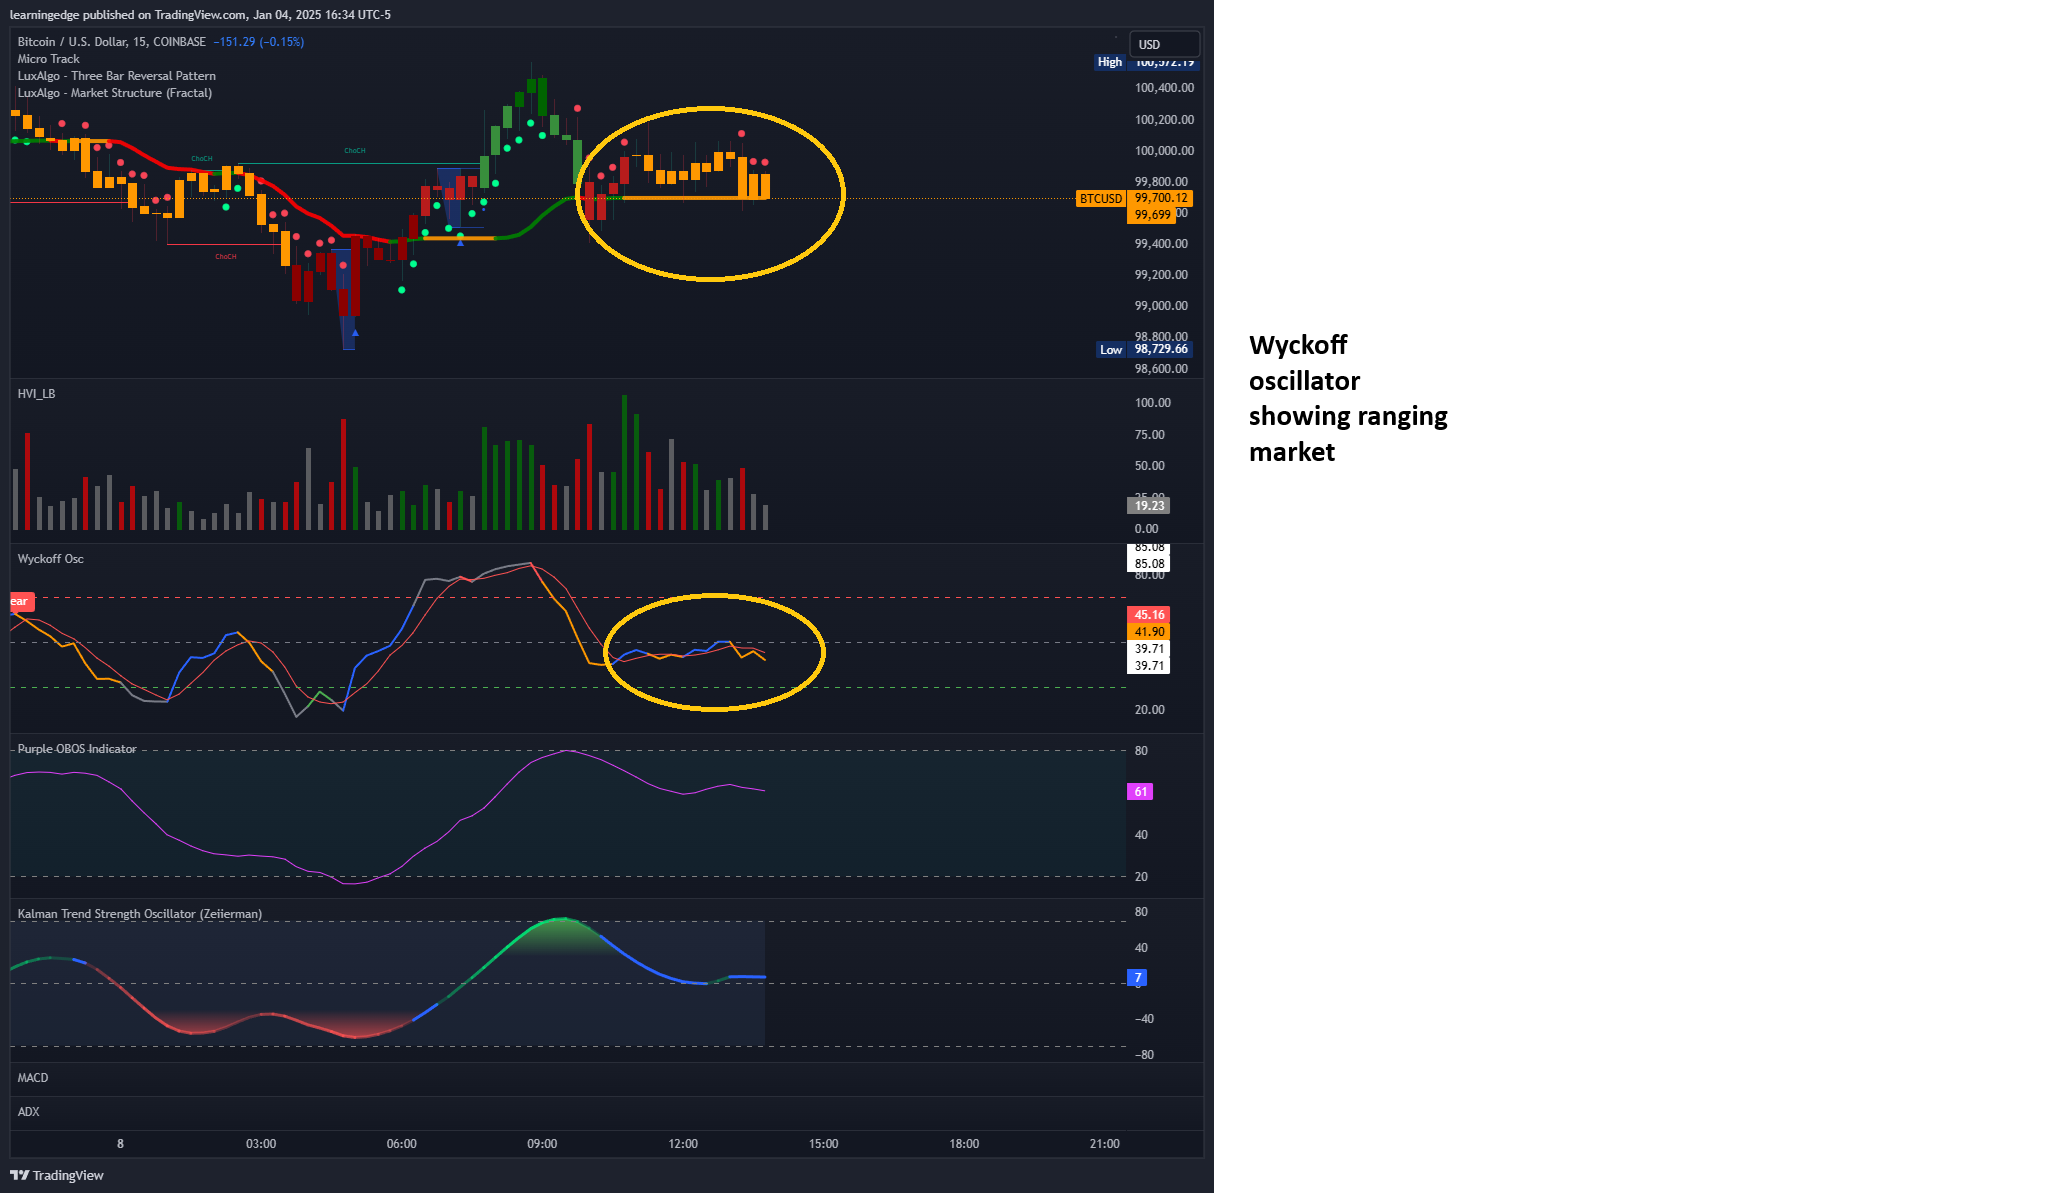 learningedge published on TradingView.com, Jan 04, 2025 16:34 UTC-5
Bitcoin / U.S. Dollar, 15, COINBASE −151.29 (−0.15%)
USD
Micro Track
High 100,572.19
LuxAlgo - Three Bar Reversal Pattern
LuxAlgo - Market Structure (Fractal)
100,400.00
100,200.00
100,000.00
99,800.00
BTCUSD 99,700.12
99,699
99,400.00
99,200.00
99,000.00
98,800.00
Low 98,729.66
98,600.00
ChoCH
ChoCH
ChoCH
HVI_LB
100.00
75.00
50.00
25.00
19.23
0.00
Wyckoff Osc
85.08
85.08
80.00
ear
45.16
41.90
39.71
39.71
20.00
Purple OBOS Indicator
80
61
40
20
Kalman Trend Strength Oscillator (Zeiierman)
80
40
7
−40
−80
MACD
ADX
8 03:00 06:00 09:00 12:00 15:00 18:00 21:00
TradingView
Wyckoff
oscillator
showing ranging
market